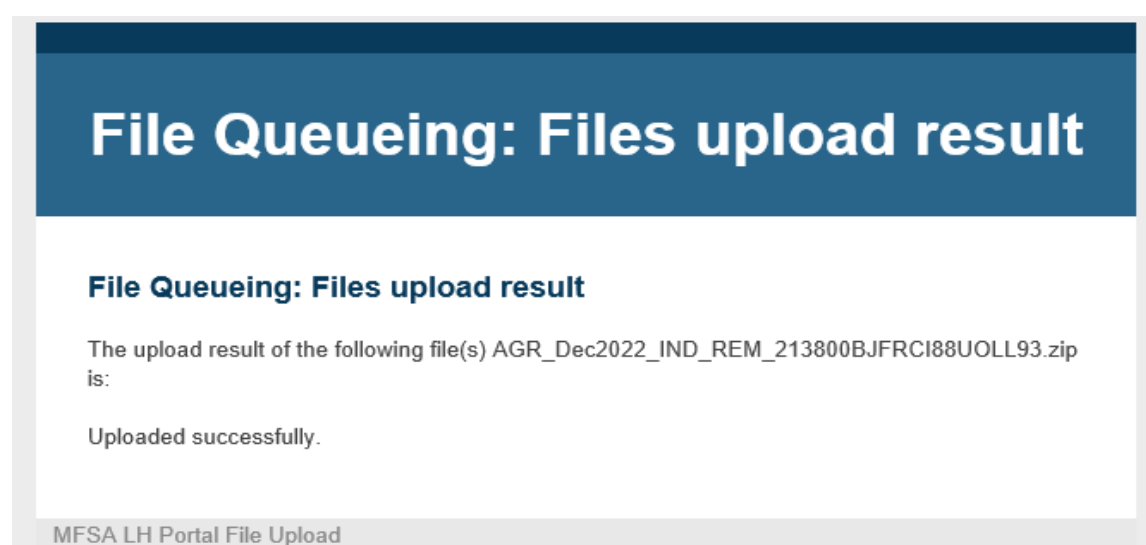 File Queueing: Files upload result
File Queueing: Files upload result
The upload result of the following file(s) AGR_Dec2022_IND_REM_213800BJFRCI88UOLL93.zip
is:
Uploaded successfully.
MFSA LH Portal File Upload